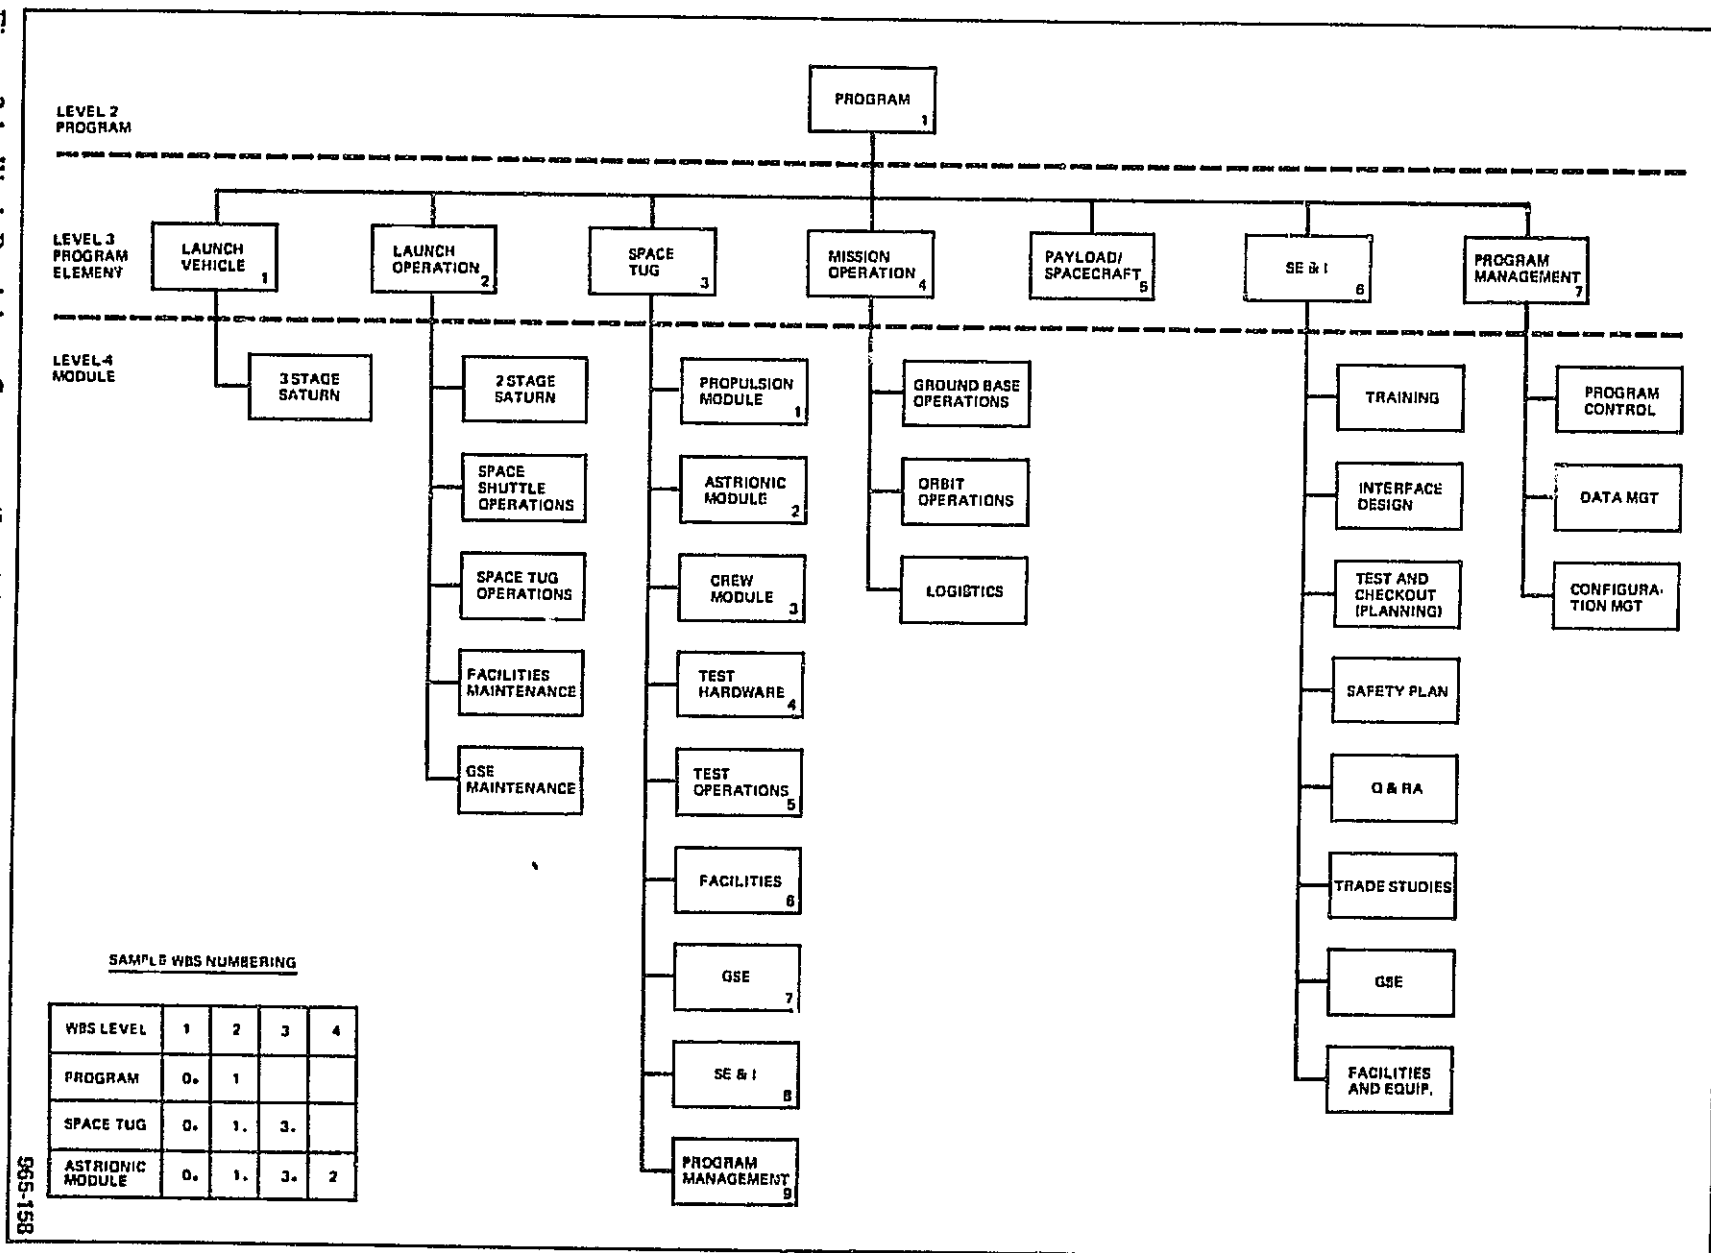 PROGRAM
1
LEVEL 2
PROGRAM
LEVEL 3
PROGRAM
ELEMENT
LAUNCH
VEHICLE
1
LAUNCH
OPERATION
2
SPACE
TUG
3
MISSION
OPERATION
4
PAYLOAD/
SPACECRAFT
5
SE & I
6
PROGRAM
MANAGEMENT
7
LEVEL 4
MODULE
3 STAGE
SATURN
2 STAGE
SATURN
SPACE
SHUTTLE
OPERATIONS
SPACE TUG
OPERATIONS
FACILITIES
MAINTENANCE
GSE
MAINTENANCE
PROPULSION
MODULE
1
ASTRIONIC
MODULE
2
CREW
MODULE
3
TEST
HARDWARE
4
TEST
OPERATIONS
5
FACILITIES
6
GSE
7
SE & I
8
PROGRAM
MANAGEMENT
9
GROUND BASE
OPERATIONS
ORBIT
OPERATIONS
LOGISTICS
TRAINING
INTERFACE
DESIGN
TEST AND
CHECKOUT
(PLANNING)
SAFETY PLAN
Q & RA
TRADE STUDIES
GSE
FACILITIES
AND EQUIP.
PROGRAM
CONTROL
DATA MGT
CONFIGURA-
TION MGT
SAMPLE WBS NUMBERING
WBS LEVEL 1 2 3 4
PROGRAM 0. 1
SPACE TUG 0. 1. 3.
ASTRIONIC
MODULE 0. 1. 3. 2
965-158